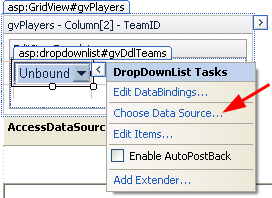 asp:GridView#gvPlayers
gvPlayers - Column[2] - TeamID
asp:dropdownlist#gvDdlTeams
Unbound
DropDownList Tasks
Edit DataBindings...
Choose Data Source...
Edit Items...
Enable AutoPostBack
Add Extender...
AccessDataSour